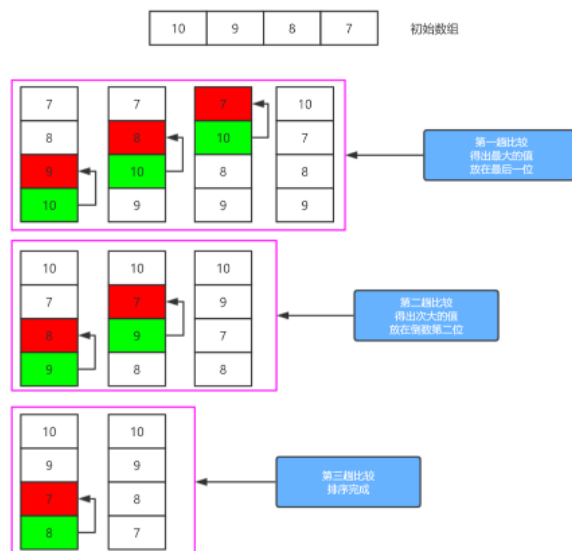 10 9 8 7 初始数组
7 7 7 10
8 8 10 7
9 10 8 8
10 9 9 9
第一趟比较
得出最大的值
放在最后一位
10 10 10
7 7 9
8 9 7
9 8 8
第二趟比较
得出次大的值
放在倒数第二位
10 10
9 9
7 8
8 7
第三趟比较
排序完成